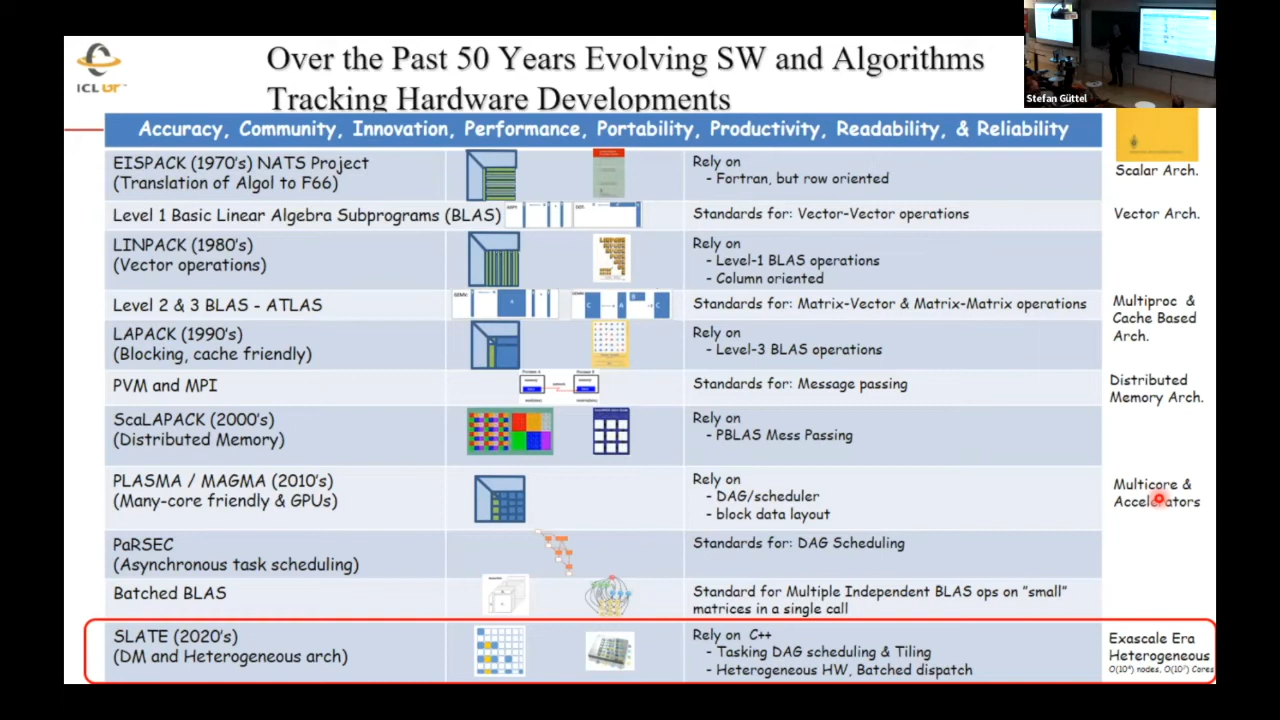 ICL UT
Over the Past 50 Years Evolving SW and Algorithms
Tracking Hardware Developments
Stefan Güttel
Accuracy, Community, Innovation, Performance, Portability, Productivity, Readability, & Reliability
EISPACK (1970's) NATS Project
(Translation of Algol to F66)
Rely on
- Fortran, but row oriented
Scalar Arch.
Level 1 Basic Linear Algebra Subprograms (BLAS)
Standards for: Vector-Vector operations
Vector Arch.
LINPACK (1980's)
(Vector operations)
Rely on
- Level-1 BLAS operations
- Column oriented
Level 2 & 3 BLAS - ATLAS
Standards for: Matrix-Vector & Matrix-Matrix operations
Multiproc &
Cache Based
Arch.
LAPACK (1990's)
(Blocking, cache friendly)
Rely on
- Level-3 BLAS operations
PVM and MPI
Standards for: Message passing
Distributed
Memory Arch.
ScaLAPACK (2000's)
(Distributed Memory)
Rely on
- PBLAS Mess Passing
PLASMA / MAGMA (2010's)
(Many-core friendly & GPUs)
Rely on
- DAG/scheduler
- block data layout
Multicore &
Accelerators
PaRSEC
(Asynchronous task scheduling)
Standards for: DAG Scheduling
Batched BLAS
Standard for Multiple Independent BLAS ops on "small"
matrices in a single call
SLATE (2020's)
(DM and Heterogeneous arch)
Rely on C++
- Tasking DAG scheduling & Tiling
- Heterogeneous HW, Batched dispatch
Exascale Era
Heterogeneous
nodes, Cores